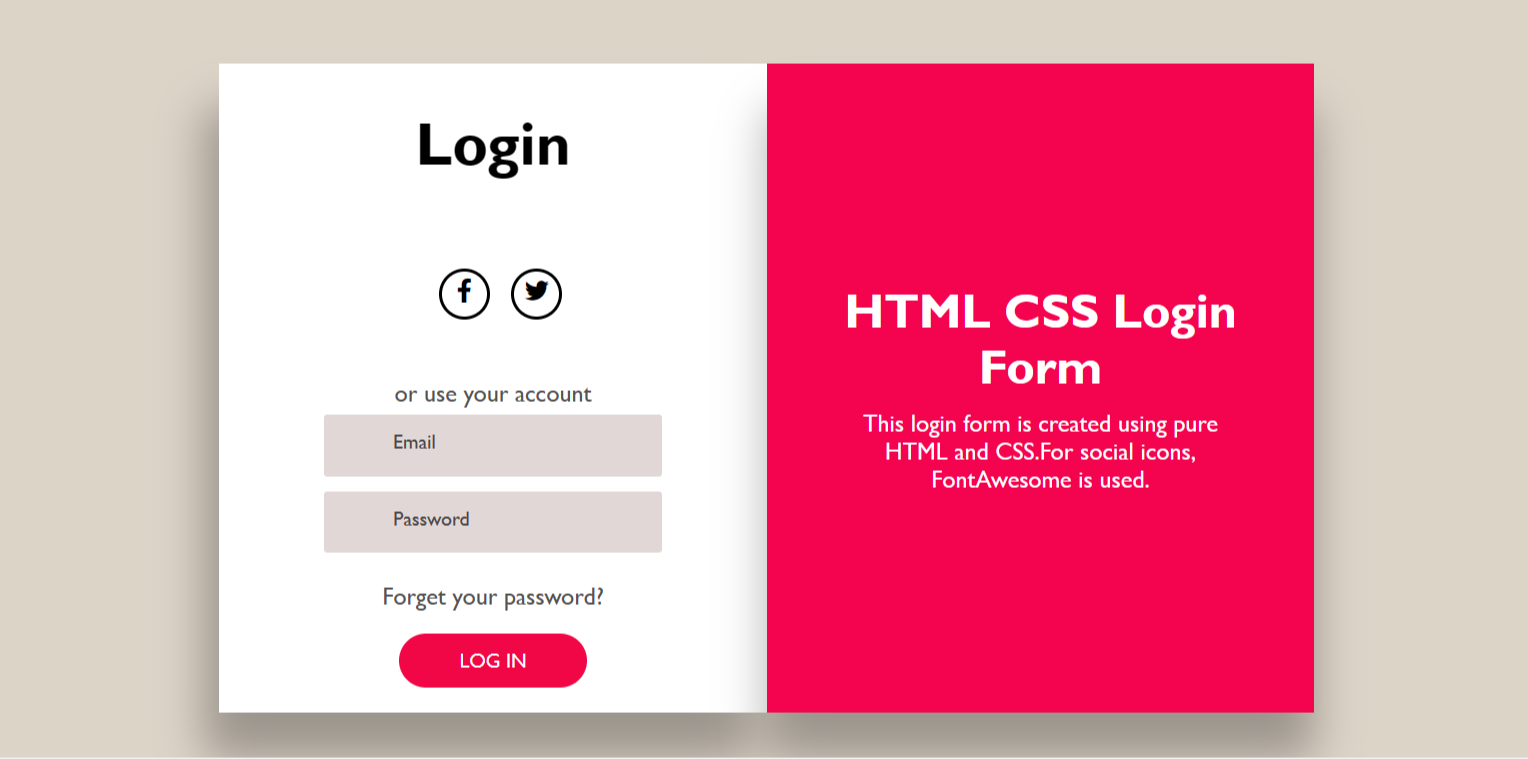 Login
or use your account
Email
Password
Forget your password?
LOG IN
HTML CSS Login
Form
This login form is created using pure
HTML and CSS.For social icons,
FontAwesome is used.